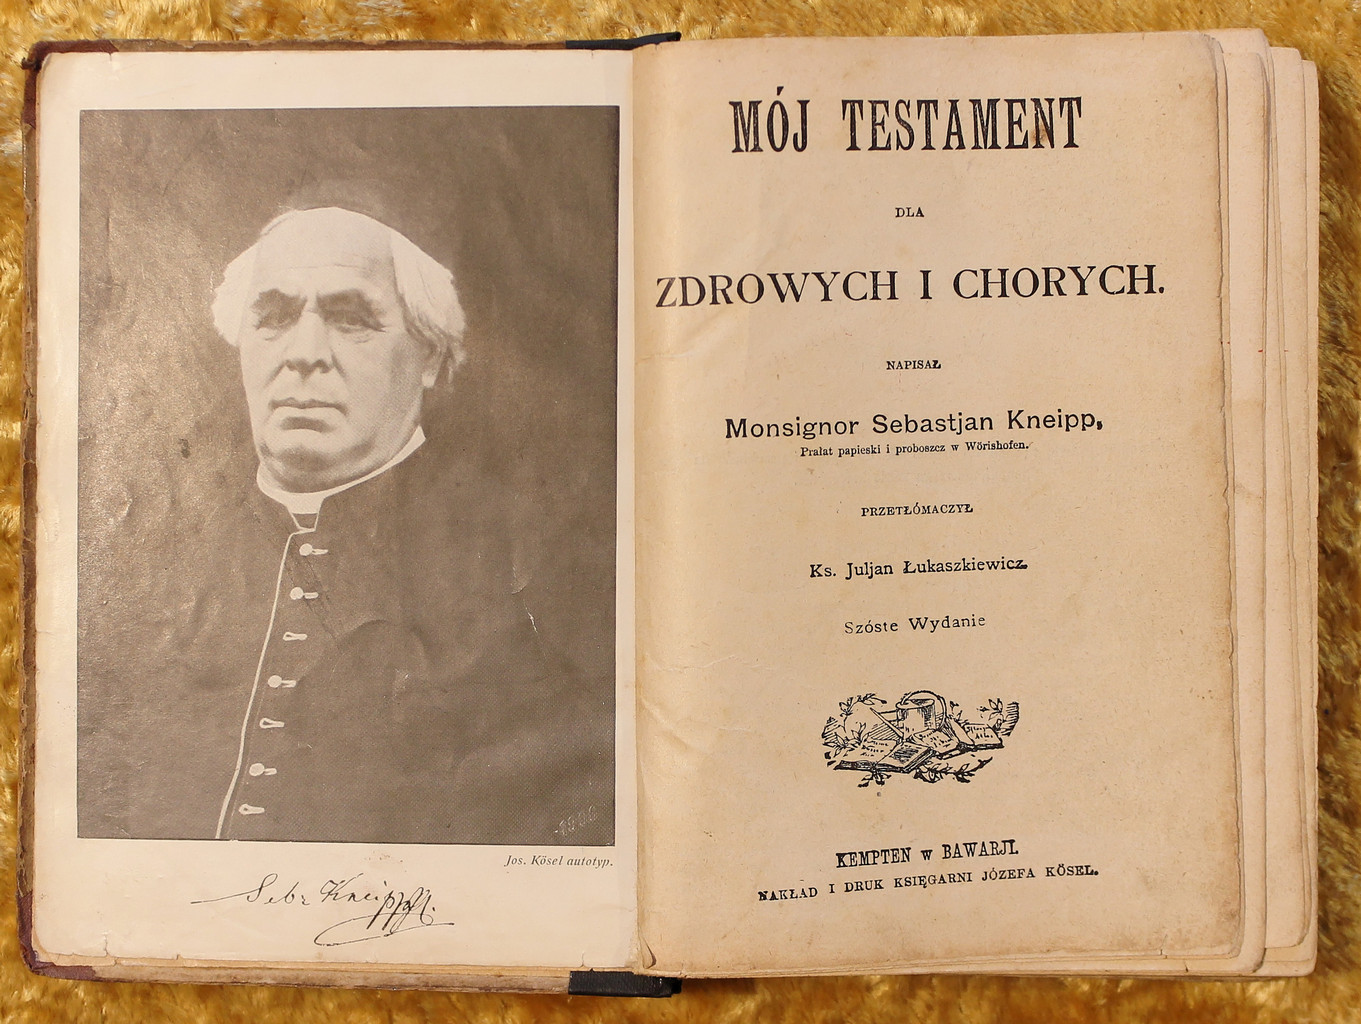 1896
Jos. Kösel autotyp.
Seb. Kneipp
MÓJ TESTAMENT
DLA
ZDROWYCH I CHORYCH.
NAPISAŁ
Monsignor Sebastjan Kneipp,
Prałat papieski i proboszcz w Wörishofen.
PRZETŁÓMACZYŁ
Ks. Juljan Łukaszkiewicz.
Szóste Wydanie
KEMPTEN w BAWARJI.
NAKŁAD I DRUK KSIĘGARNI JÓZEFA KÖSEL.